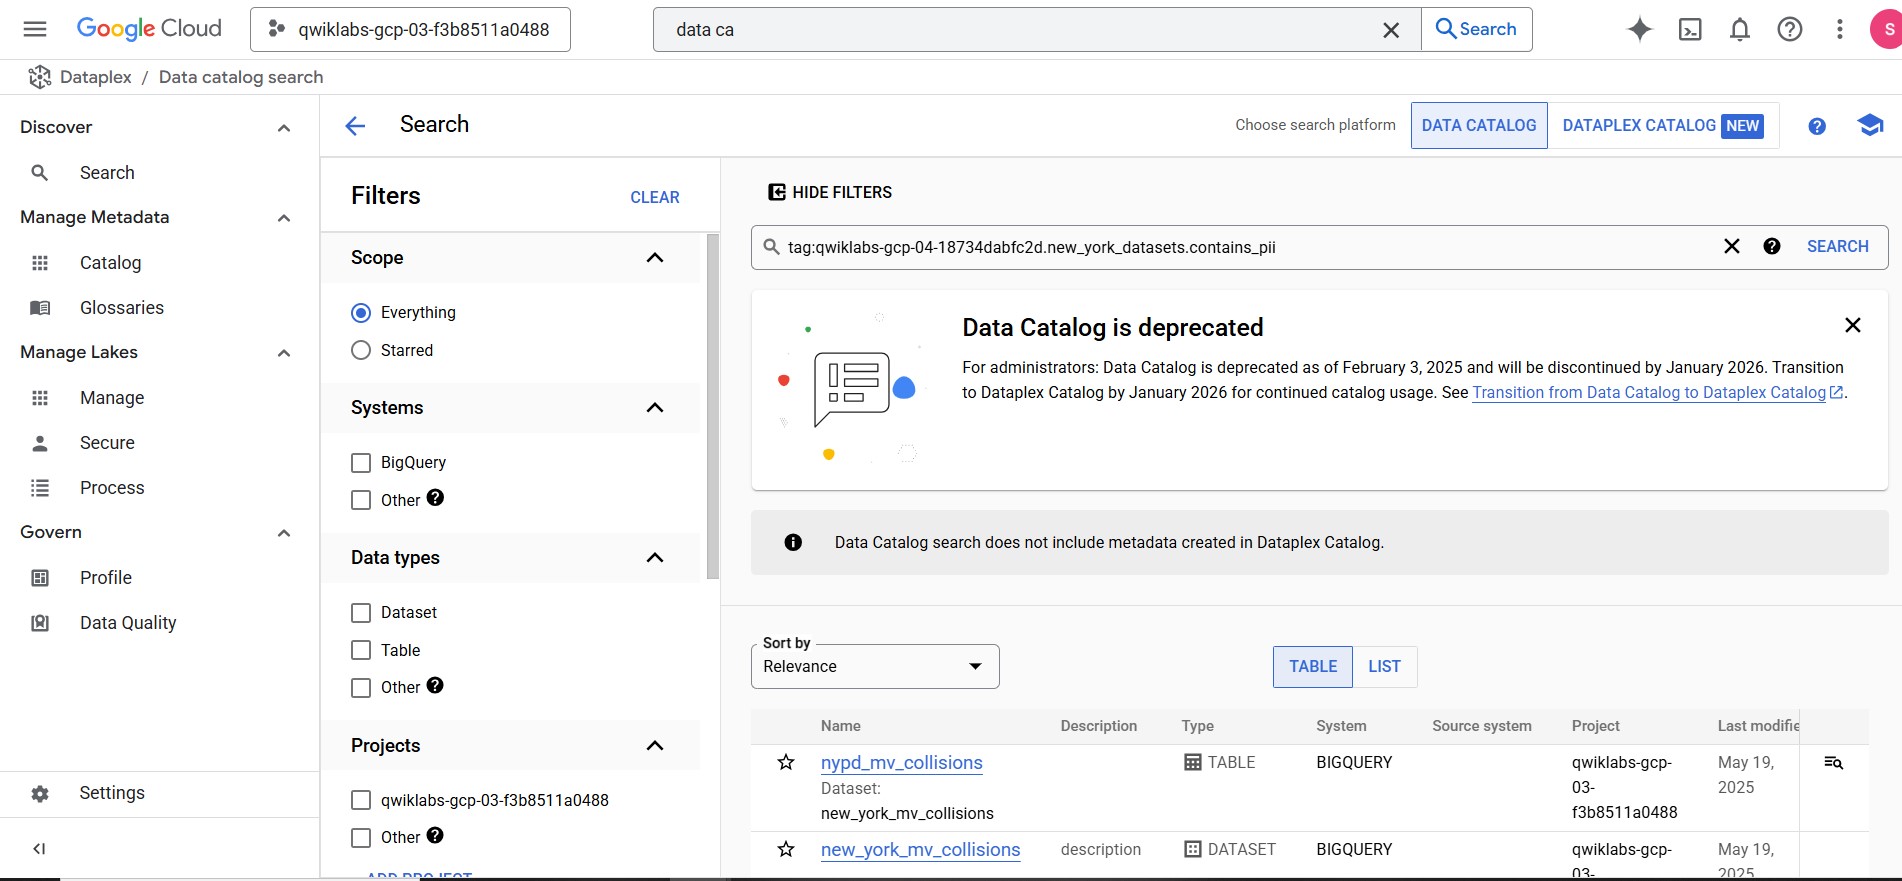 Google Cloud
qwiklabs-gcp-03-f3b8511a0488
data ca
Search
S
Dataplex / Data catalog search
Discover
Search
Manage Metadata
Catalog
Glossaries
Manage Lakes
Manage
Secure
Process
Govern
Profile
Data Quality
Settings
Search
Choose search platform
DATA CATALOG
DATAPLEX CATALOG NEW
Filters
CLEAR
Scope
Everything
Starred
Systems
BigQuery
Other
Data types
Dataset
Table
Other
Projects
qwiklabs-gcp-03-f3b8511a0488
Other
ADD PROJECT
HIDE FILTERS
tag:qwiklabs-gcp-04-18734dabfc2d.new_york_datasets.contains_pii
SEARCH
Data Catalog is deprecated
For administrators: Data Catalog is deprecated as of February 3, 2025 and will be discontinued by January 2026. Transition
to Dataplex Catalog by January 2026 for continued catalog usage. See Transition from Data Catalog to Dataplex Catalog.
Data Catalog search does not include metadata created in Dataplex Catalog.
Sort by
Relevance
TABLE
LIST
Name Description Type System Source system Project Last modifie
nypd_mv_collisions TABLE BIGQUERY qwiklabs-gcp- May 19,
Dataset: 03- 2025
new_york_mv_collisions f3b8511a0488
new_york_mv_collisions description DATASET BIGQUERY qwiklabs-gcp- May 19,
03- 2025